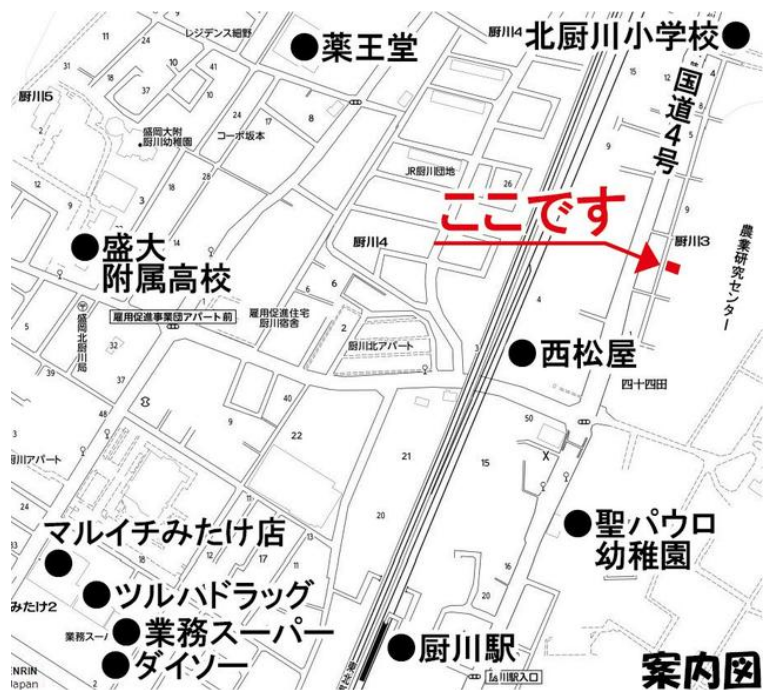 レジデンス細野
●薬王堂
厨川4
北厨川小学校●
国道4号
厨川5
盛岡大附
厨川幼稚園
コーポ坂本
JR厨川団地
ここです
厨川3
農業研究センター
厨川4
●盛大
附属高校
雇用促進事業団アパート前
盛岡北厨川局
雇用促進住宅
厨川宿舎
厨川北アパート
●西松屋
四十四田
厨川アパート
●聖パウロ
幼稚園
マルイチみたけ店
●
みたけ2
●ツルハドラッグ
業務スーパ
●業務スーパー
●ダイソー
●厨川駅
厨川駅入口
案内図
ENRIN
Japan